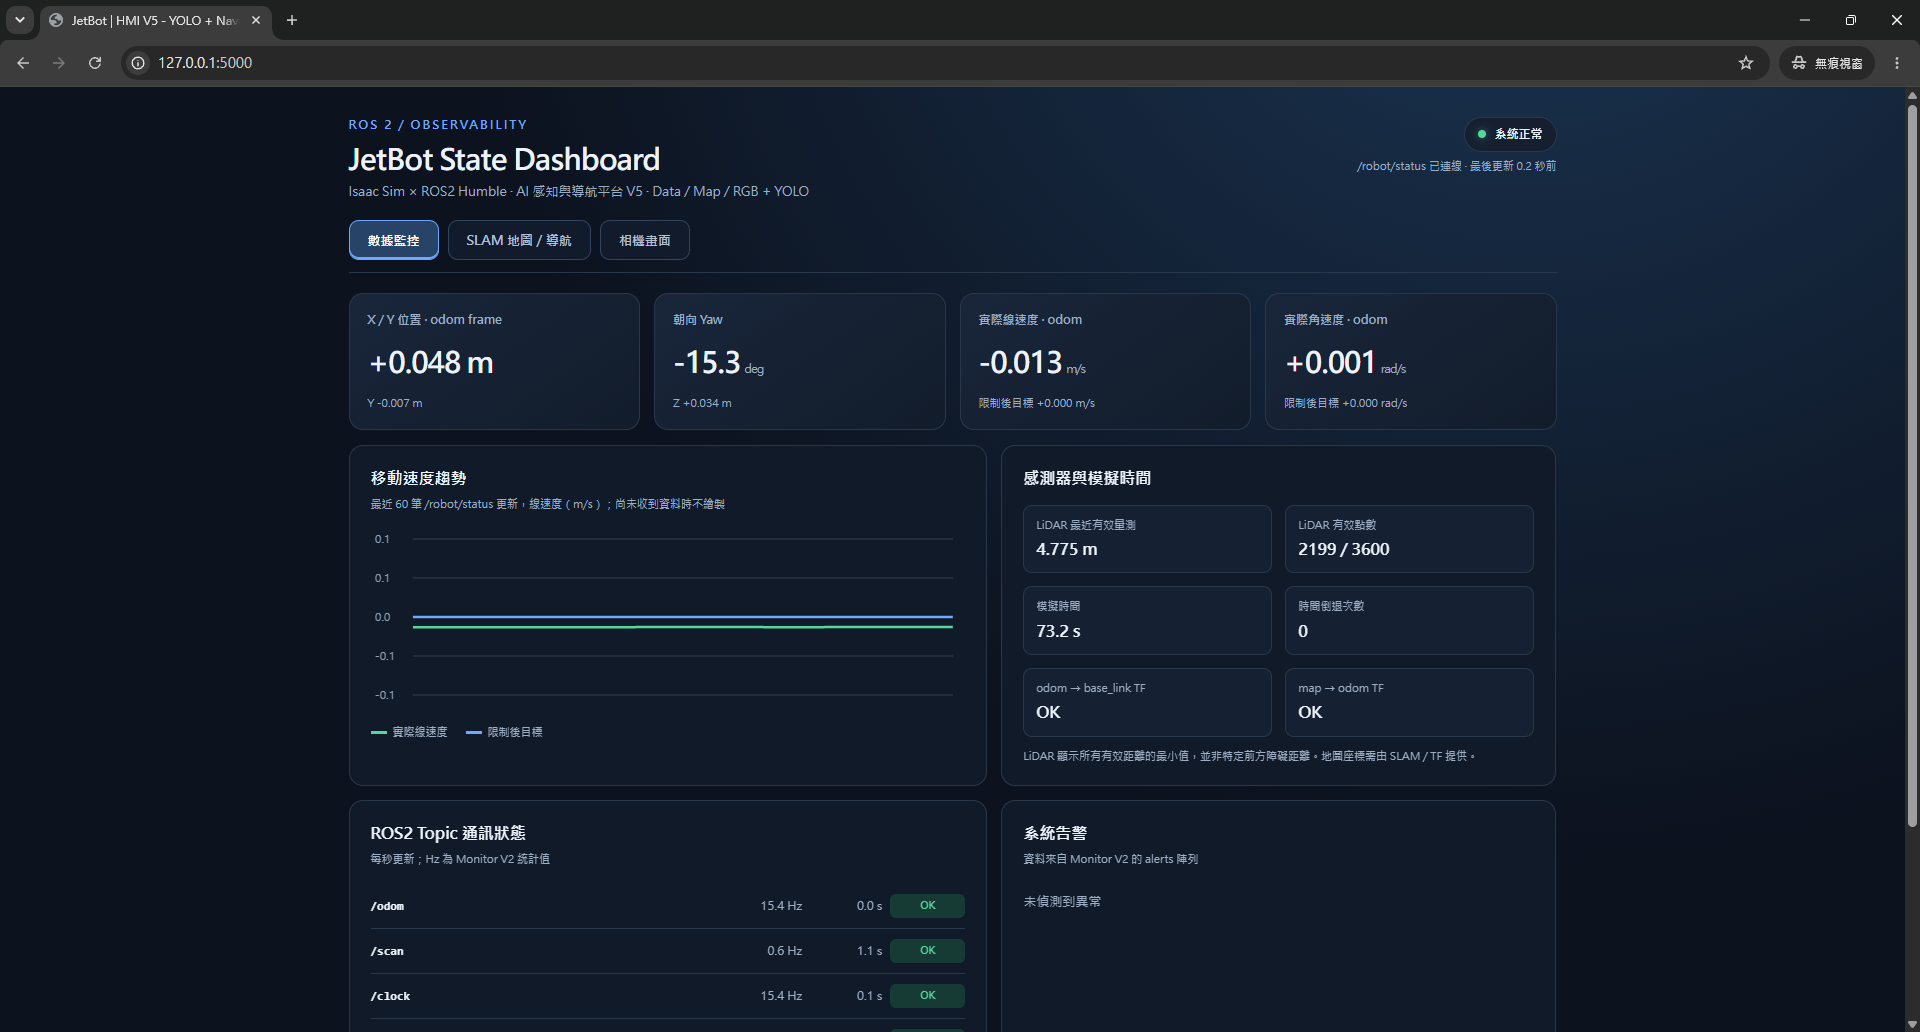 JetBot | HMI V5 - YOLO + Nav
127.0.0.1:5000
無痕視窗
ROS 2 / OBSERVABILITY
JetBot State Dashboard
Isaac Sim × ROS2 Humble · AI 感知與導航平台 V5 · Data / Map / RGB + YOLO
系統正常
/robot/status 已連線 · 最後更新 0.2 秒前
數據監控
SLAM 地圖 / 導航
相機畫面
X / Y 位置 · odom frame
+0.048 m
Y -0.007 m
朝向 Yaw
-15.3 deg
Z +0.034 m
實際線速度 · odom
-0.013 m/s
限制後目標 +0.000 m/s
實際角速度 · odom
+0.001 rad/s
限制後目標 +0.000 rad/s
移動速度趨勢
最近 60 筆 /robot/status 更新，線速度（m/s）；尚未收到資料時不繪製
0.1
0.1
0.0
-0.1
-0.1
實際線速度
限制後目標
感測器與模擬時間
LiDAR 最近有效量測
4.775 m
LiDAR 有效點數
2199 / 3600
模擬時間
73.2 s
時間倒退次數
0
odom → base_link TF
OK
map → odom TF
OK
LiDAR 顯示所有有效距離的最小值，並非特定前方障礙距離。地圖座標需由 SLAM / TF 提供。
ROS2 Topic 通訊狀態
每秒更新；Hz 為 Monitor V2 統計值
/odom 15.4 Hz 0.0 s OK
/scan 0.6 Hz 1.1 s OK
/clock 15.4 Hz 0.1 s OK
系統告警
資料來自 Monitor V2 的 alerts 陣列
未偵測到異常